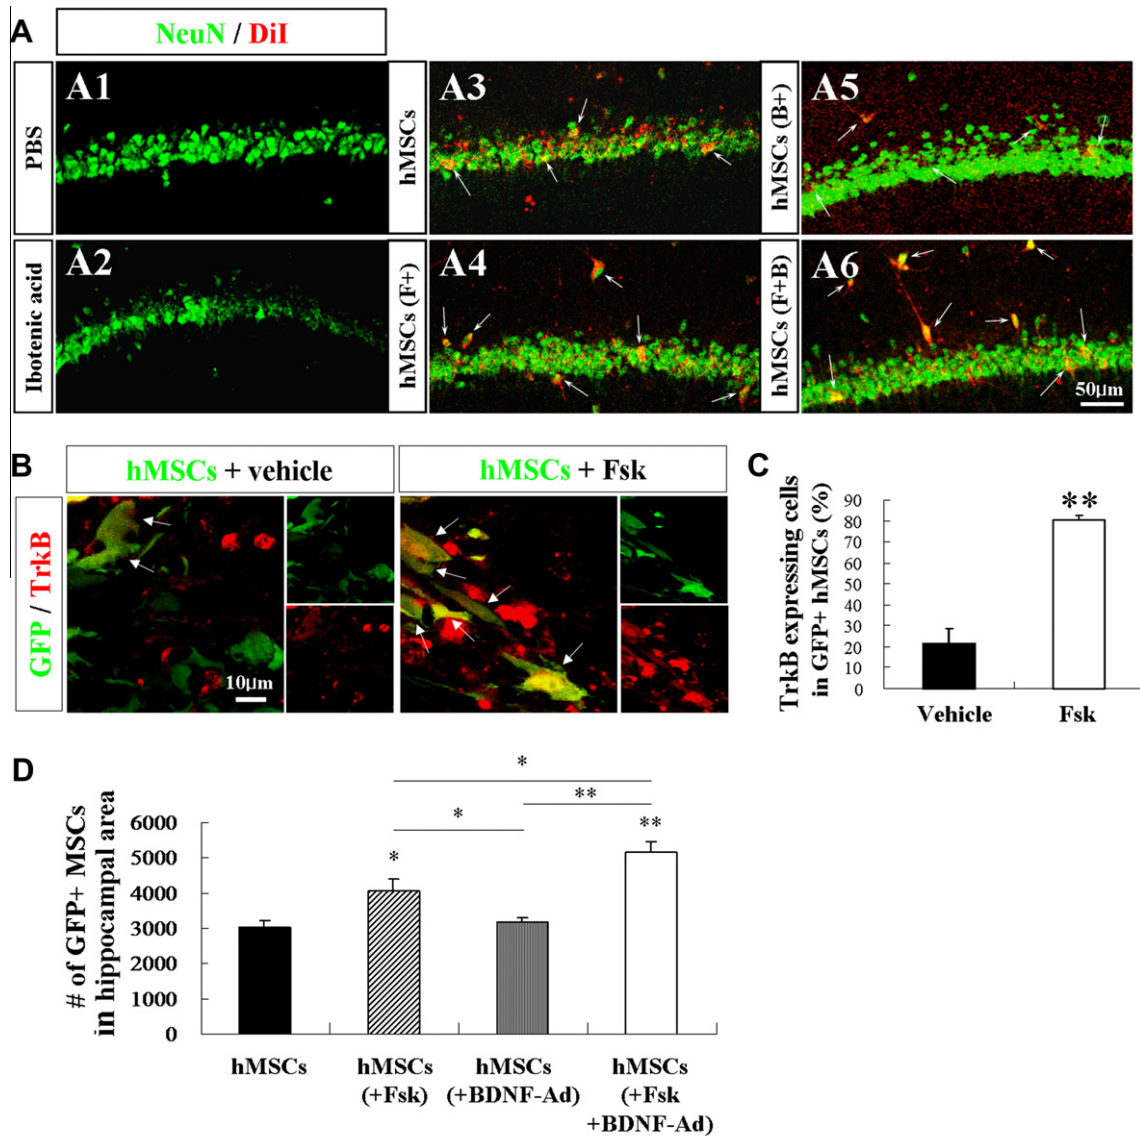 A
NeuN / DiI
PBS
A1
hMSCs
A3
hMSCs (B+)
A5
Ibotenic acid
A2
hMSCs (F+)
A4
hMSCs (F+B)
A6
50μm
B
hMSCs + vehicle
hMSCs + Fsk
GFP / TrkB
10μm
C
TrkB expressing cells
in GFP+ hMSCs (%)
90
80
70
60
50
40
30
20
10
0
**
Vehicle
Fsk
D
# of GFP+ MSCs
in hippocampal area
6000
5000
4000
3000
2000
1000
0
*
**
*
*
**
hMSCs
hMSCs
(+Fsk)
hMSCs
(+BDNF-Ad)
hMSCs
(+Fsk
+BDNF-Ad)